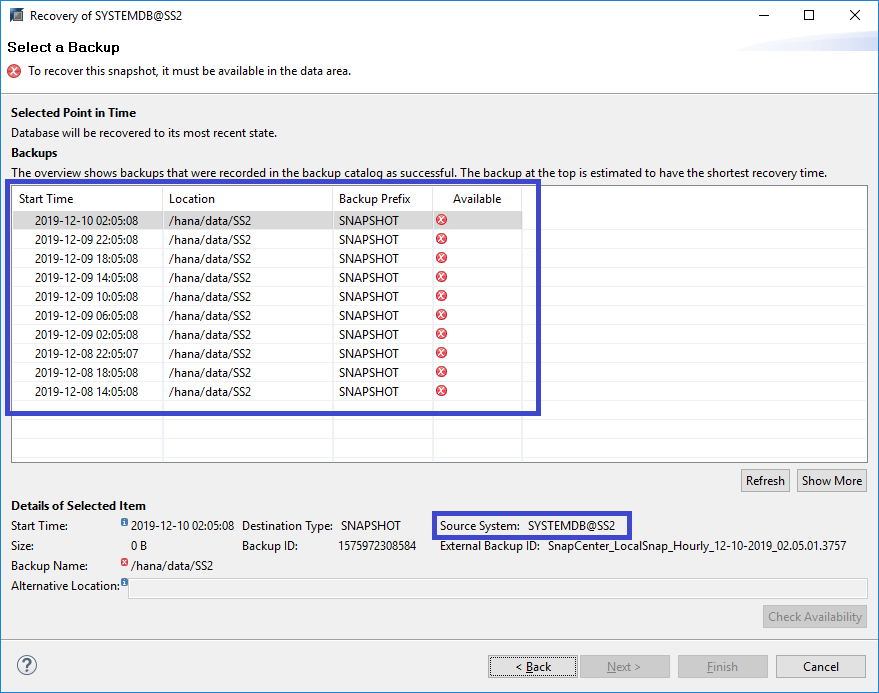 Recovery of SYSTEMDB@SS2
Select a Backup
To recover this snapshot, it must be available in the data area.
Selected Point in Time
Database will be recovered to its most recent state.
Backups
The overview shows backups that were recorded in the backup catalog as successful. The backup at the top is estimated to have the shortest recovery time.
Start Time Location Backup Prefix Available
2019-12-10 02:05:08 /hana/data/SS2 SNAPSHOT
2019-12-09 22:05:08 /hana/data/SS2 SNAPSHOT
2019-12-09 18:05:08 /hana/data/SS2 SNAPSHOT
2019-12-09 14:05:08 /hana/data/SS2 SNAPSHOT
2019-12-09 10:05:08 /hana/data/SS2 SNAPSHOT
2019-12-09 06:05:08 /hana/data/SS2 SNAPSHOT
2019-12-09 02:05:08 /hana/data/SS2 SNAPSHOT
2019-12-08 22:05:07 /hana/data/SS2 SNAPSHOT
2019-12-08 18:05:08 /hana/data/SS2 SNAPSHOT
2019-12-08 14:05:08 /hana/data/SS2 SNAPSHOT
Refresh Show More
Details of Selected Item
Start Time: 2019-12-10 02:05:08 Destination Type: SNAPSHOT Source System: SYSTEMDB@SS2
Size: 0 B Backup ID: 1575972308584 External Backup ID: SnapCenter_LocalSnap_Hourly_12-10-2019_02.05.01.3757
Backup Name: /hana/data/SS2
Alternative Location:
Check Availability
? < Back Next > Finish Cancel